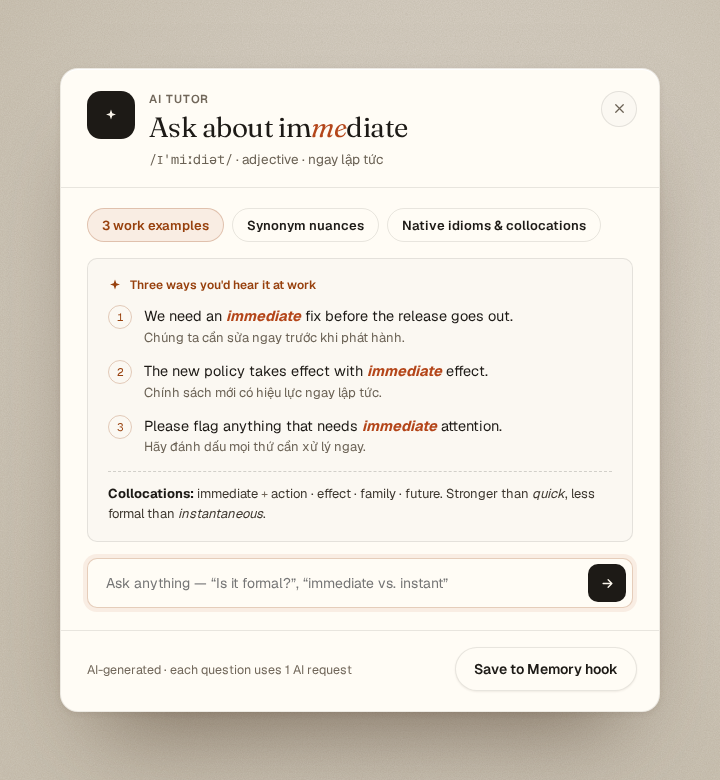 AI TUTOR
Ask about immediate
/ɪˈmiːdiət/ · adjective · ngay lập tức
3 work examples
Synonym nuances
Native idioms & collocations
Three ways you'd hear it at work
1
We need an immediate fix before the release goes out.
Chúng ta cần sửa ngay trước khi phát hành.
2
The new policy takes effect with immediate effect.
Chính sách mới có hiệu lực ngay lập tức.
3
Please flag anything that needs immediate attention.
Hãy đánh dấu mọi thứ cần xử lý ngay.
Collocations: immediate + action · effect · family · future. Stronger than quick, less
formal than instantaneous.
Ask anything — “Is it formal?”, “immediate vs. instant”
AI-generated · each question uses 1 AI request
Save to Memory hook